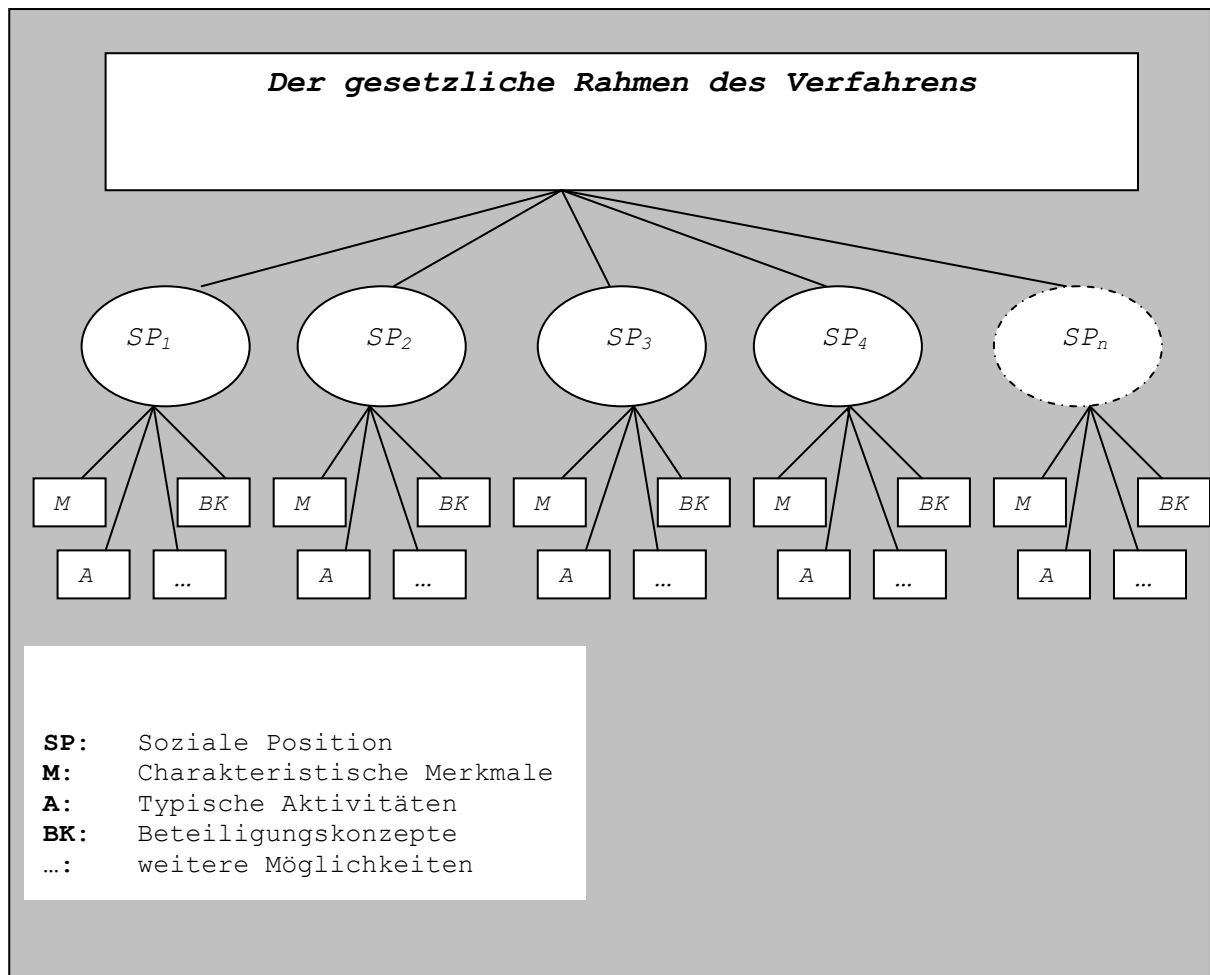 Der gesetzliche Rahmen des Verfahrens
SP₁ SP₂ SP₃ SP₄ SPₙ
M BK M BK M BK M BK M BK
A … A … A … A … A …
SP: Soziale Position
M: Charakteristische Merkmale
A: Typische Aktivitäten
BK: Beteiligungskonzepte
…: weitere Möglichkeiten